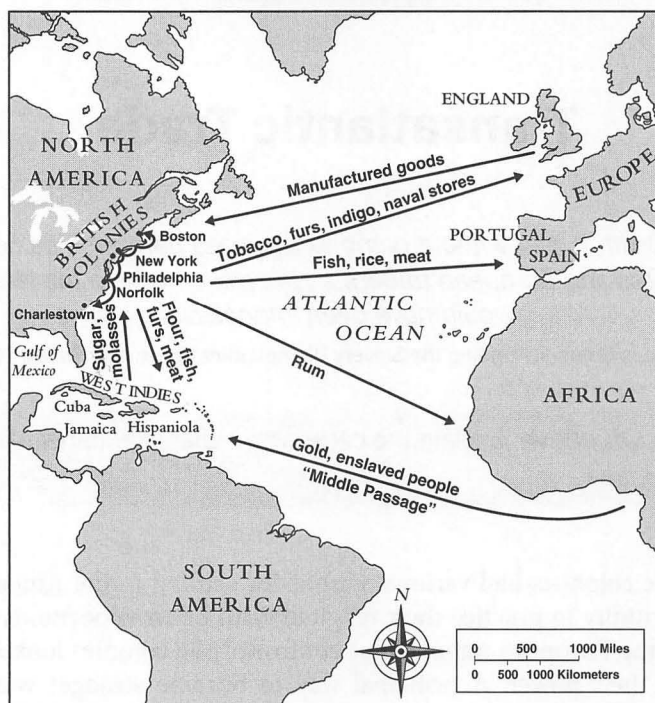 ENGLAND
NORTH
AMERICA
EUROPE
Manufactured goods
BRITISH
COLONIES
Boston
Tobacco, furs, indigo, naval stores
PORTUGAL
SPAIN
New York
Philadelphia
Norfolk
Fish, rice, meat
Charlestown
Sugar,
molasses
Flour, fish,
furs, meat
ATLANTIC
OCEAN
Gulf of
Mexico
WEST INDIES
Rum
AFRICA
Cuba
Jamaica
Hispaniola
Gold, enslaved people
"Middle Passage"
SOUTH
AMERICA
N
0 500 1000 Miles
0 500 1000 Kilometers